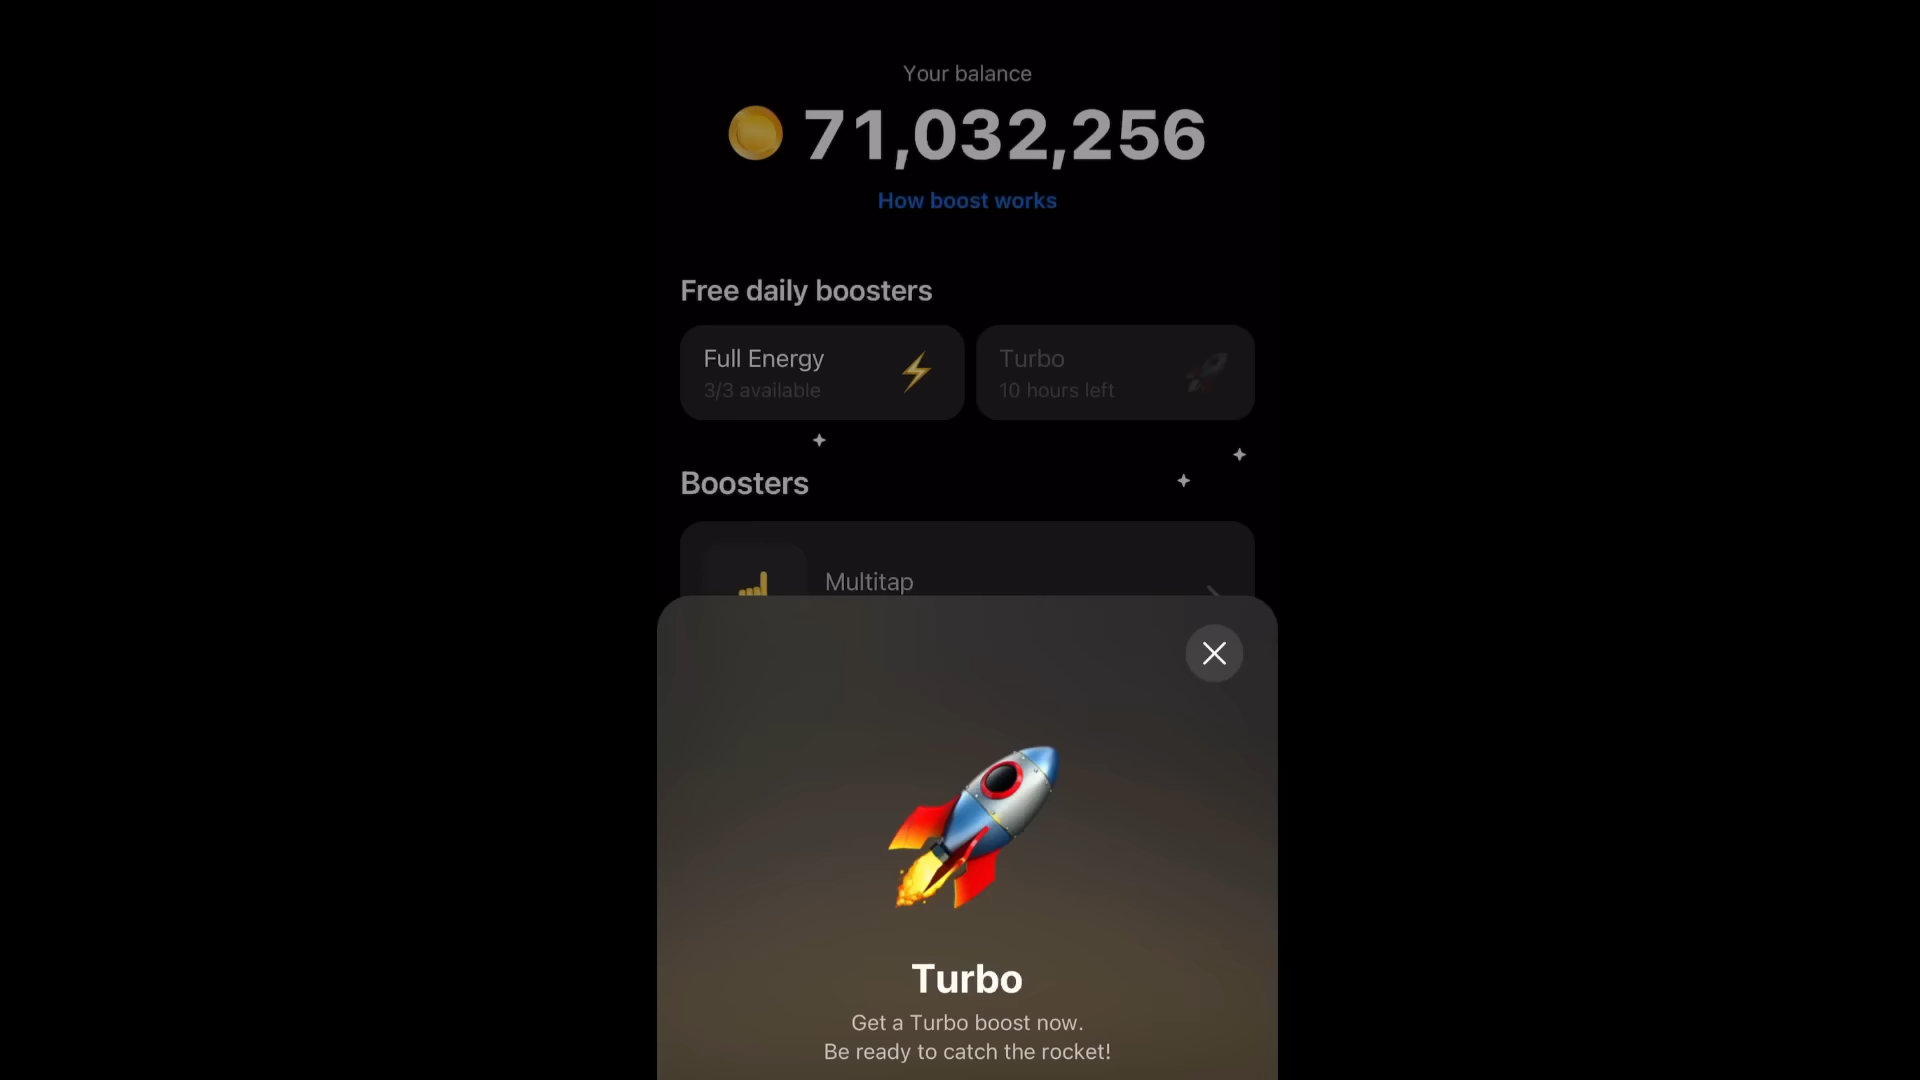 Your balance
71,032,256
How boost works
Free daily boosters
Full Energy
3/3 available
Turbo
10 hours left
Boosters
Multitap
Turbo
Get a Turbo boost now.
Be ready to catch the rocket!